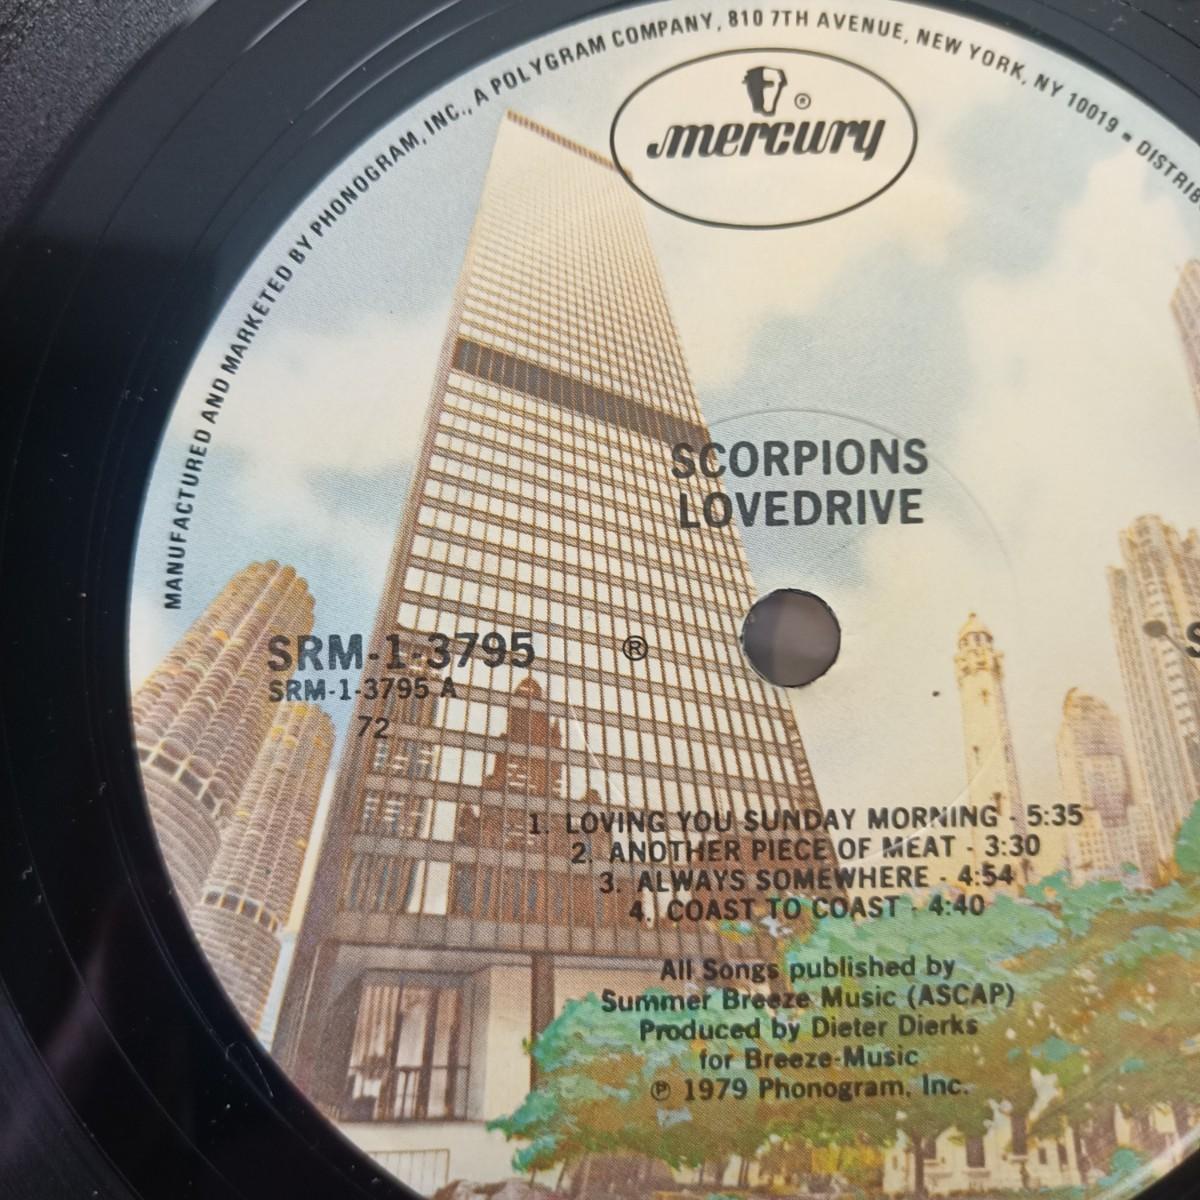 MANUFACTURED AND MARKETED BY PHONOGRAM, INC., A POLYGRAM COMPANY, 810 7TH AVENUE, NEW YORK, NY 10019 • DISTRIB
mercury ®
SCORPIONS
LOVEDRIVE
SRM-1-3795 ®
SRM-1-3795 A
72
S
1. LOVING YOU SUNDAY MORNING - 5:35
2. ANOTHER PIECE OF MEAT - 3:30
3. ALWAYS SOMEWHERE - 4:54
4. COAST TO COAST - 4:40
All Songs published by
Summer Breeze Music (ASCAP)
Produced by Dieter Dierks
for Breeze-Music
℗ 1979 Phonogram, Inc.